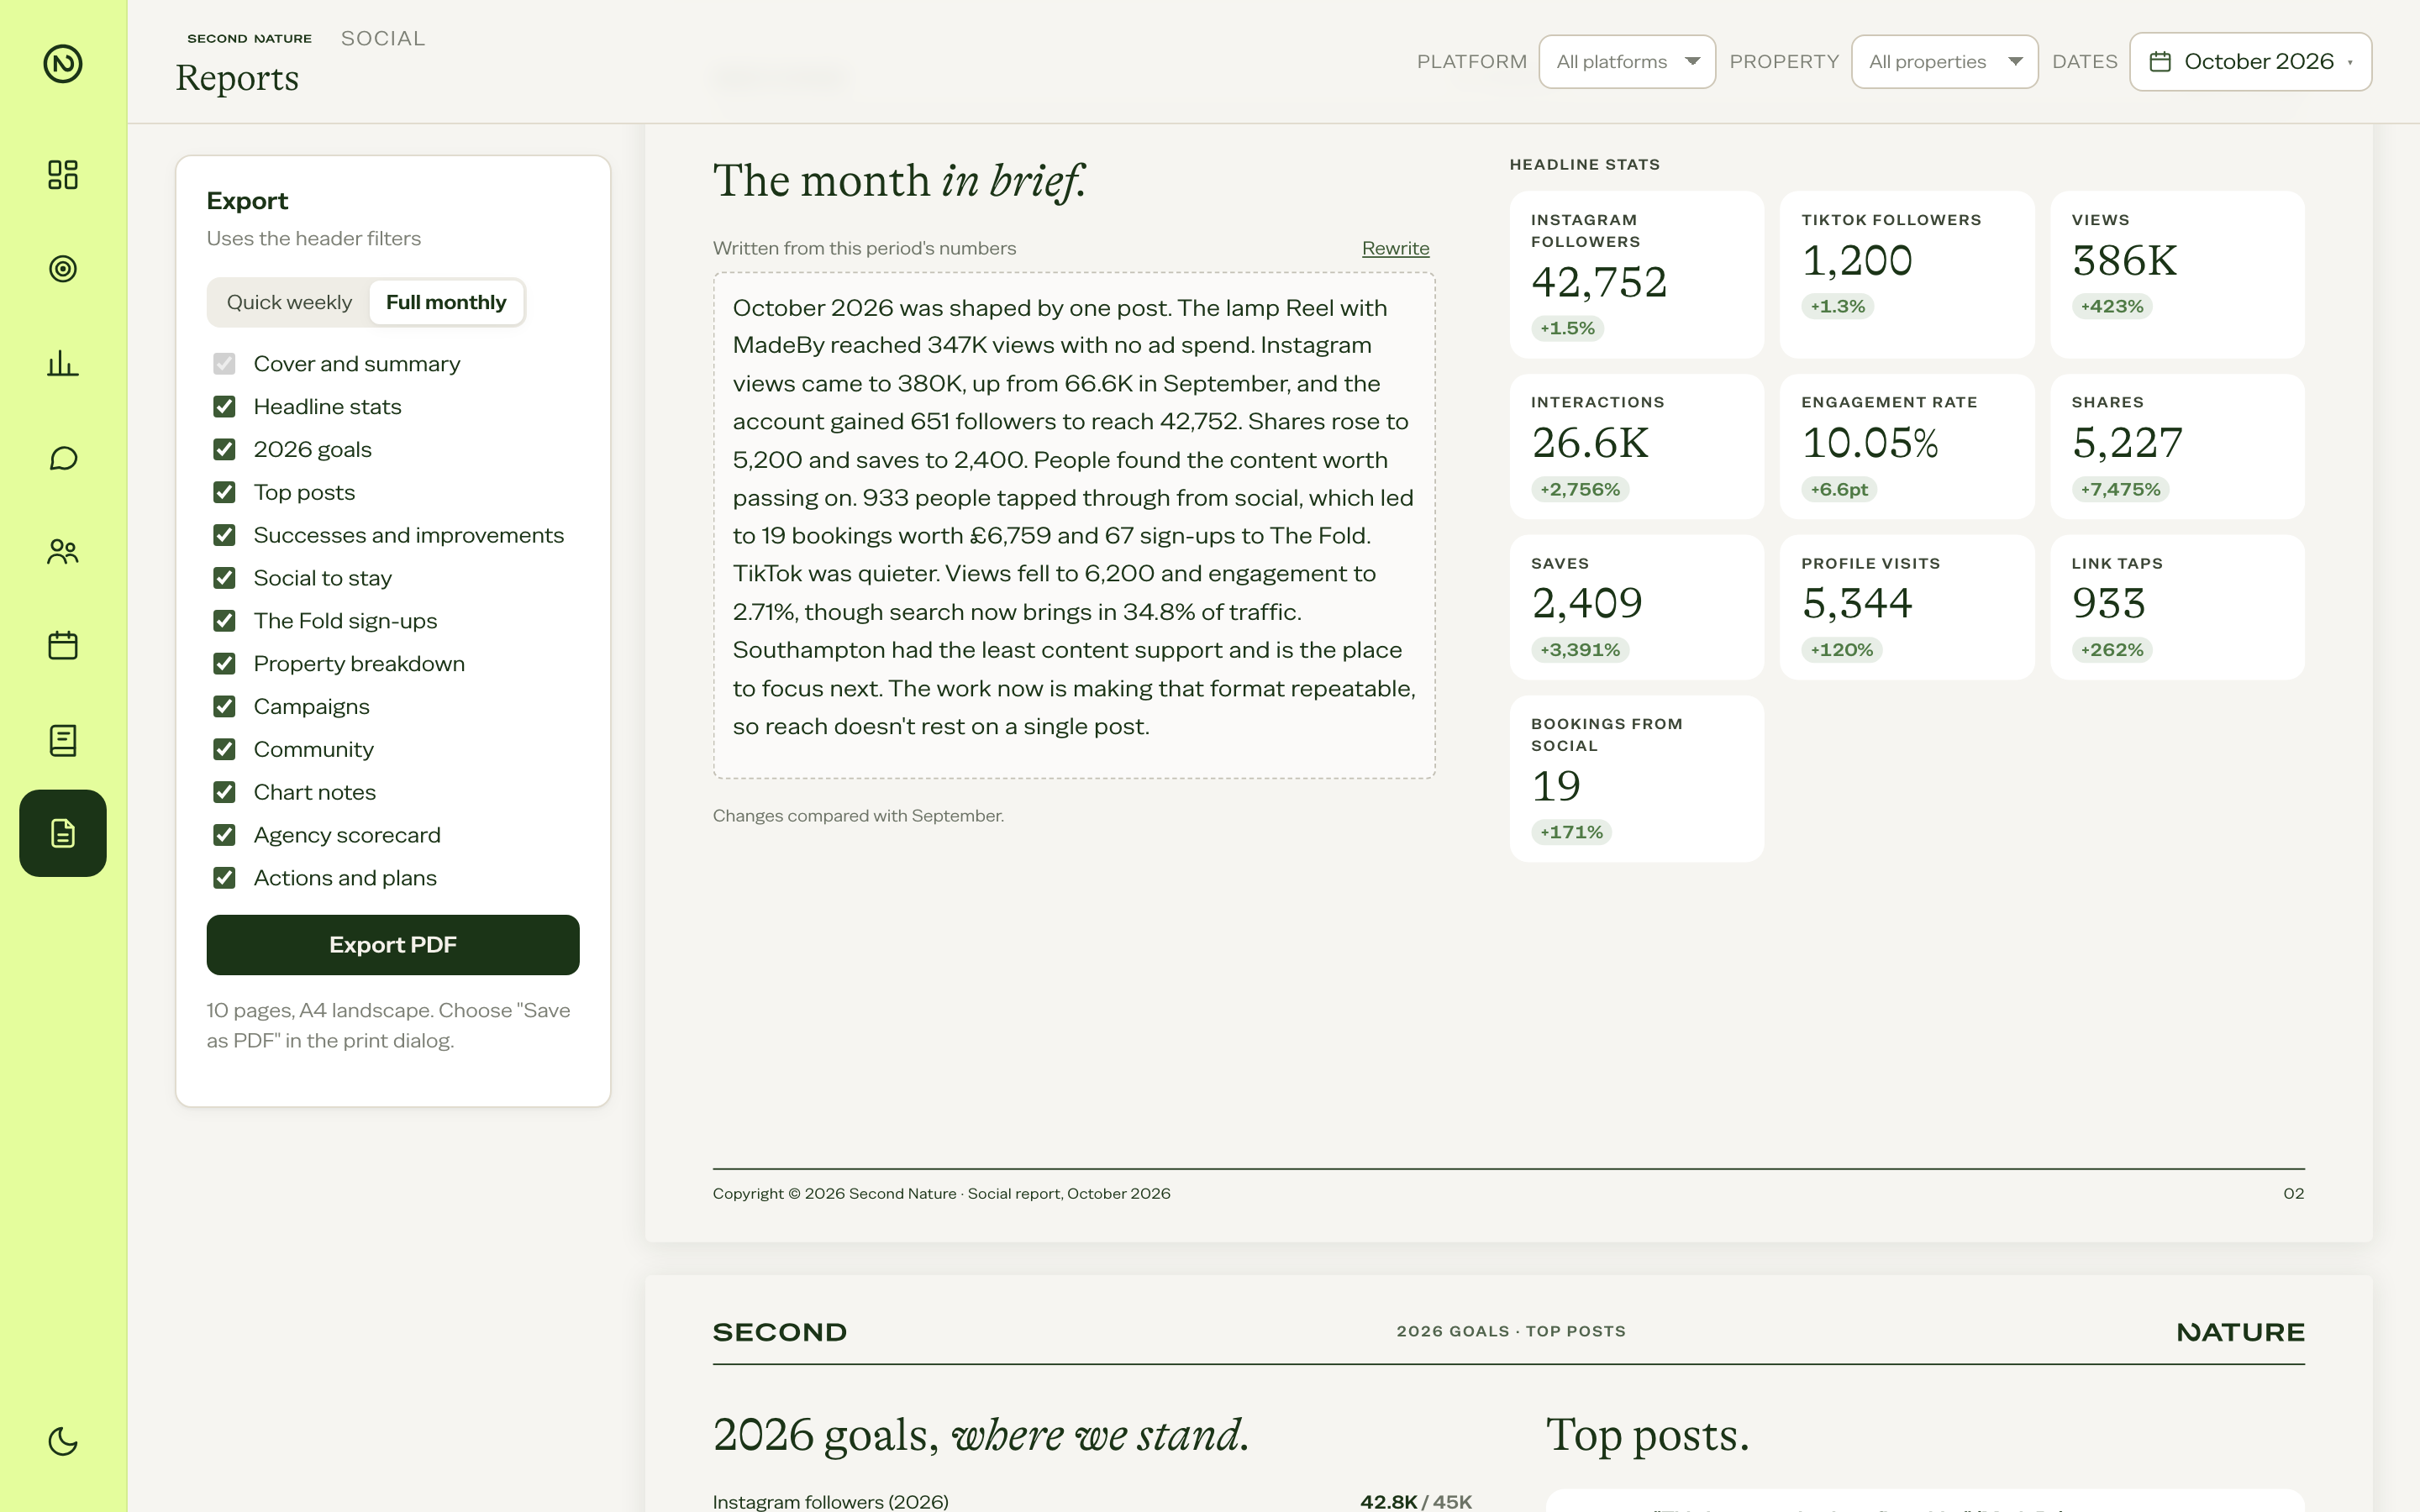 SECOND NATURE SOCIAL
Reports
PLATFORM All platforms PROPERTY All properties DATES October 2026
Export
Uses the header filters
Quick weekly Full monthly
Cover and summary
Headline stats
2026 goals
Top posts
Successes and improvements
Social to stay
The Fold sign-ups
Property breakdown
Campaigns
Community
Chart notes
Agency scorecard
Actions and plans
Export PDF
10 pages, A4 landscape. Choose "Save
as PDF" in the print dialog.
The month in brief.
Written from this period's numbers Rewrite
October 2026 was shaped by one post. The lamp Reel with
MadeBy reached 347K views with no ad spend. Instagram
views came to 380K, up from 66.6K in September, and the
account gained 651 followers to reach 42,752. Shares rose to
5,200 and saves to 2,400. People found the content worth
passing on. 933 people tapped through from social, which led
to 19 bookings worth £6,759 and 67 sign-ups to The Fold.
TikTok was quieter. Views fell to 6,200 and engagement to
2.71%, though search now brings in 34.8% of traffic.
Southampton had the least content support and is the place
to focus next. The work now is making that format repeatable,
so reach doesn't rest on a single post.
Changes compared with September.
HEADLINE STATS
INSTAGRAM
FOLLOWERS
42,752
+1.5%
TIKTOK FOLLOWERS
1,200
+1.3%
VIEWS
386K
+423%
INTERACTIONS
26.6K
+2,756%
ENGAGEMENT RATE
10.05%
+6.6pt
SHARES
5,227
+7,475%
SAVES
2,409
+3,391%
PROFILE VISITS
5,344
+120%
LINK TAPS
933
+262%
BOOKINGS FROM
SOCIAL
19
+171%
Copyright © 2026 Second Nature · Social report, October 2026 02
SECOND 2026 GOALS · TOP POSTS NATURE
2026 goals, where we stand.
Instagram followers (2026) 42.8K / 45K
Top posts.